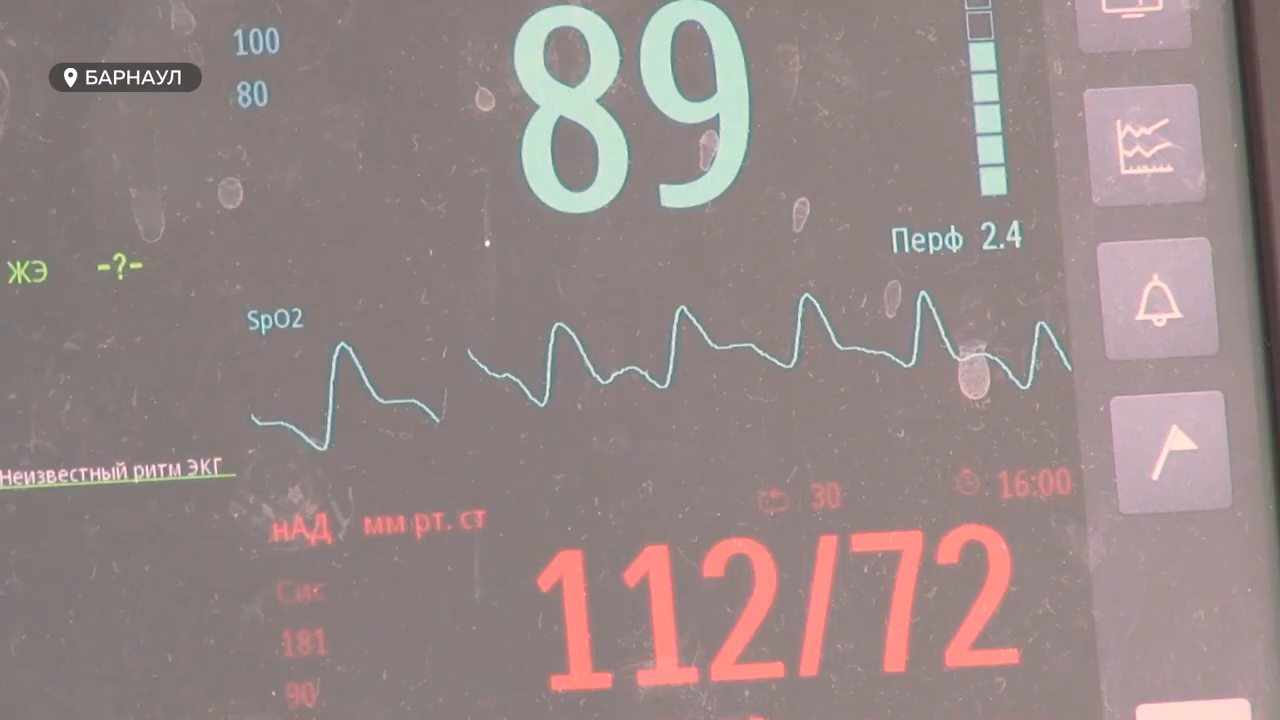 БАРНАУЛ
100
80
89
Перф 2.4
ЖЭ -?-
SpO2
Неизвестный ритм ЭКГ
30 16:00
нАД мм рт. ст
112/72
Сис
181
90